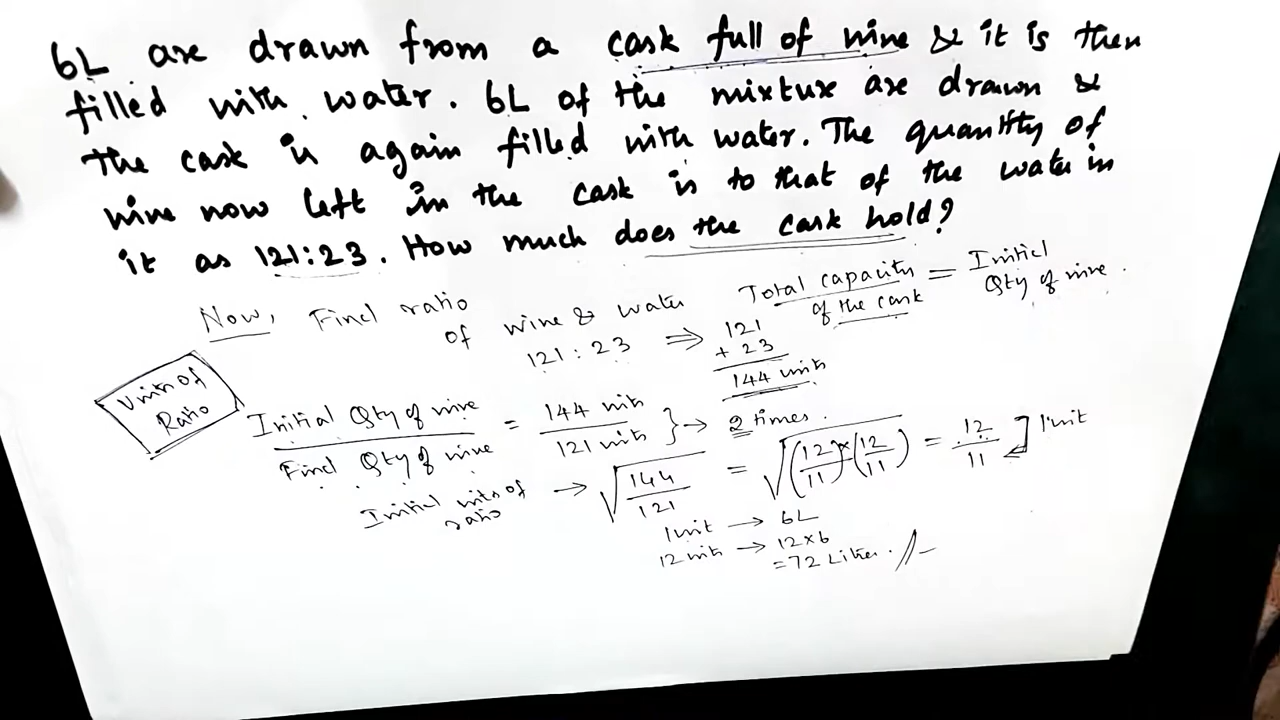 6L are drawn from a cask full of wine & it is then
filled with water. 6L of the mixture are drawn &
the cask is again filled with water. The quantity of
wine now left in the cask is to that of the water in
it as 121:23. How much does the cask hold?
Now, Final ratio
of wine & water
121 : 23 ⇒ 121
+ 23
144 units
Total capacity of the cask = Initial Qty of wine.
Units of
Ratio
Initial Qty of wine / Final Qty of wine = 144 units / 121 units } → 2 times.
Initial units of ratio → √(144/121) = √((12/11) × (12/11)) = 12/11 ] 1 unit
1 unit → 6L
12 units → 12×6
= 72 Litres.